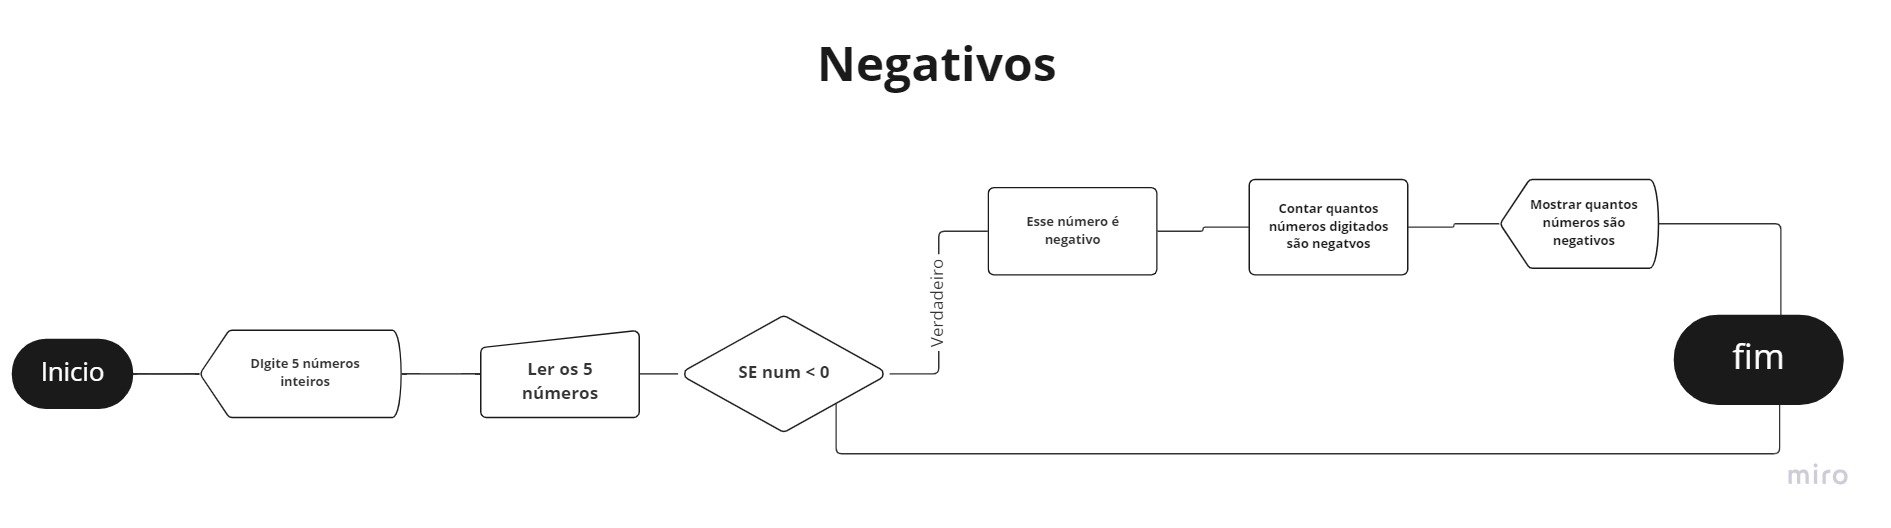 Negativos
Inicio
DIgite 5 números
inteiros
Ler os 5
números
SE num < 0
Verdadeiro
Esse número é
negativo
Contar quantos
números digitados
são negatvos
Mostrar quantos
números são
negativos
fim
miro